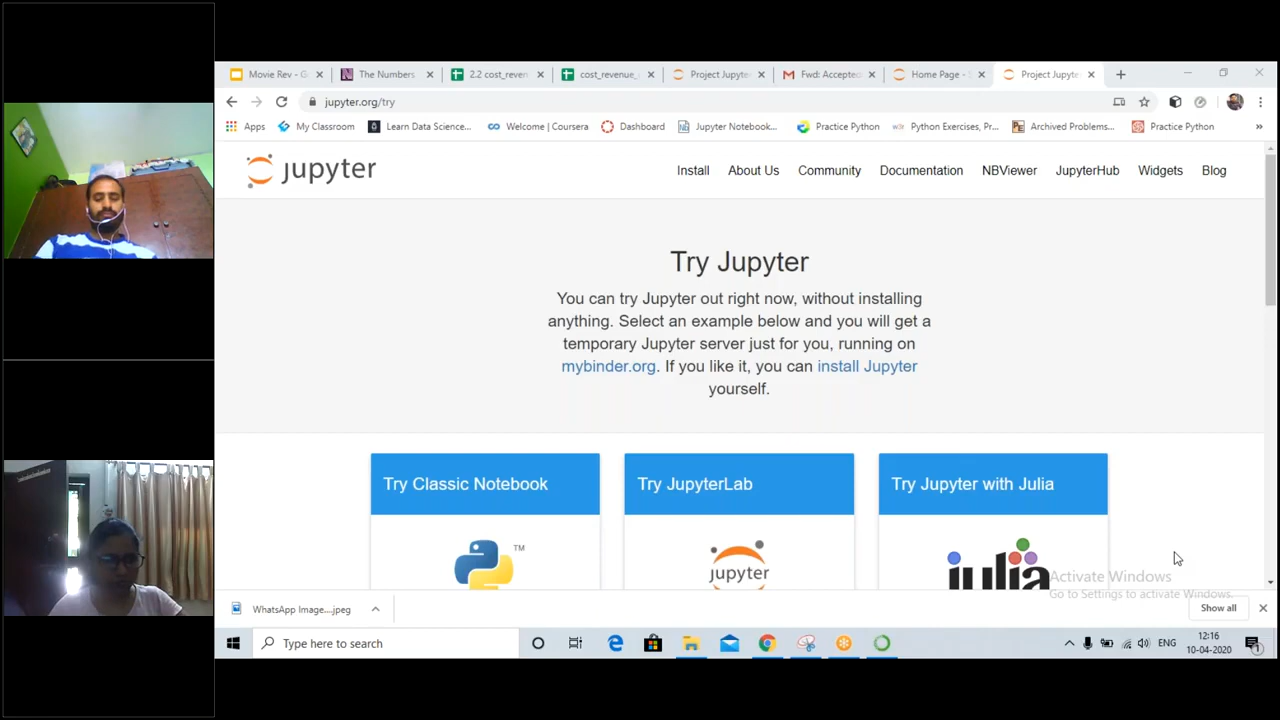 Movie Rev - G
The Numbers
2.2 cost_reven
cost_revenue_
Project Jupyte
Fwd: Accepted
Home Page - S
Project Jupyte
jupyter.org/try
Apps
My Classroom
Learn Data Science...
Welcome | Coursera
Dashboard
Jupyter Notebook...
Practice Python
Python Exercises, Pr...
Archived Problems...
Practice Python
»
jupyter
Install
About Us
Community
Documentation
NBViewer
JupyterHub
Widgets
Blog
Try Jupyter
You can try Jupyter out right now, without installing
anything. Select an example below and you will get a
temporary Jupyter server just for you, running on
mybinder.org. If you like it, you can install Jupyter
yourself.
Try Classic Notebook
Try JupyterLab
Try Jupyter with Julia
TM
jupyter
julia
Activate Windows
Go to Settings to activate Windows.
WhatsApp Image....jpeg
Show all
Type here to search
ENG
12:16
10-04-2020